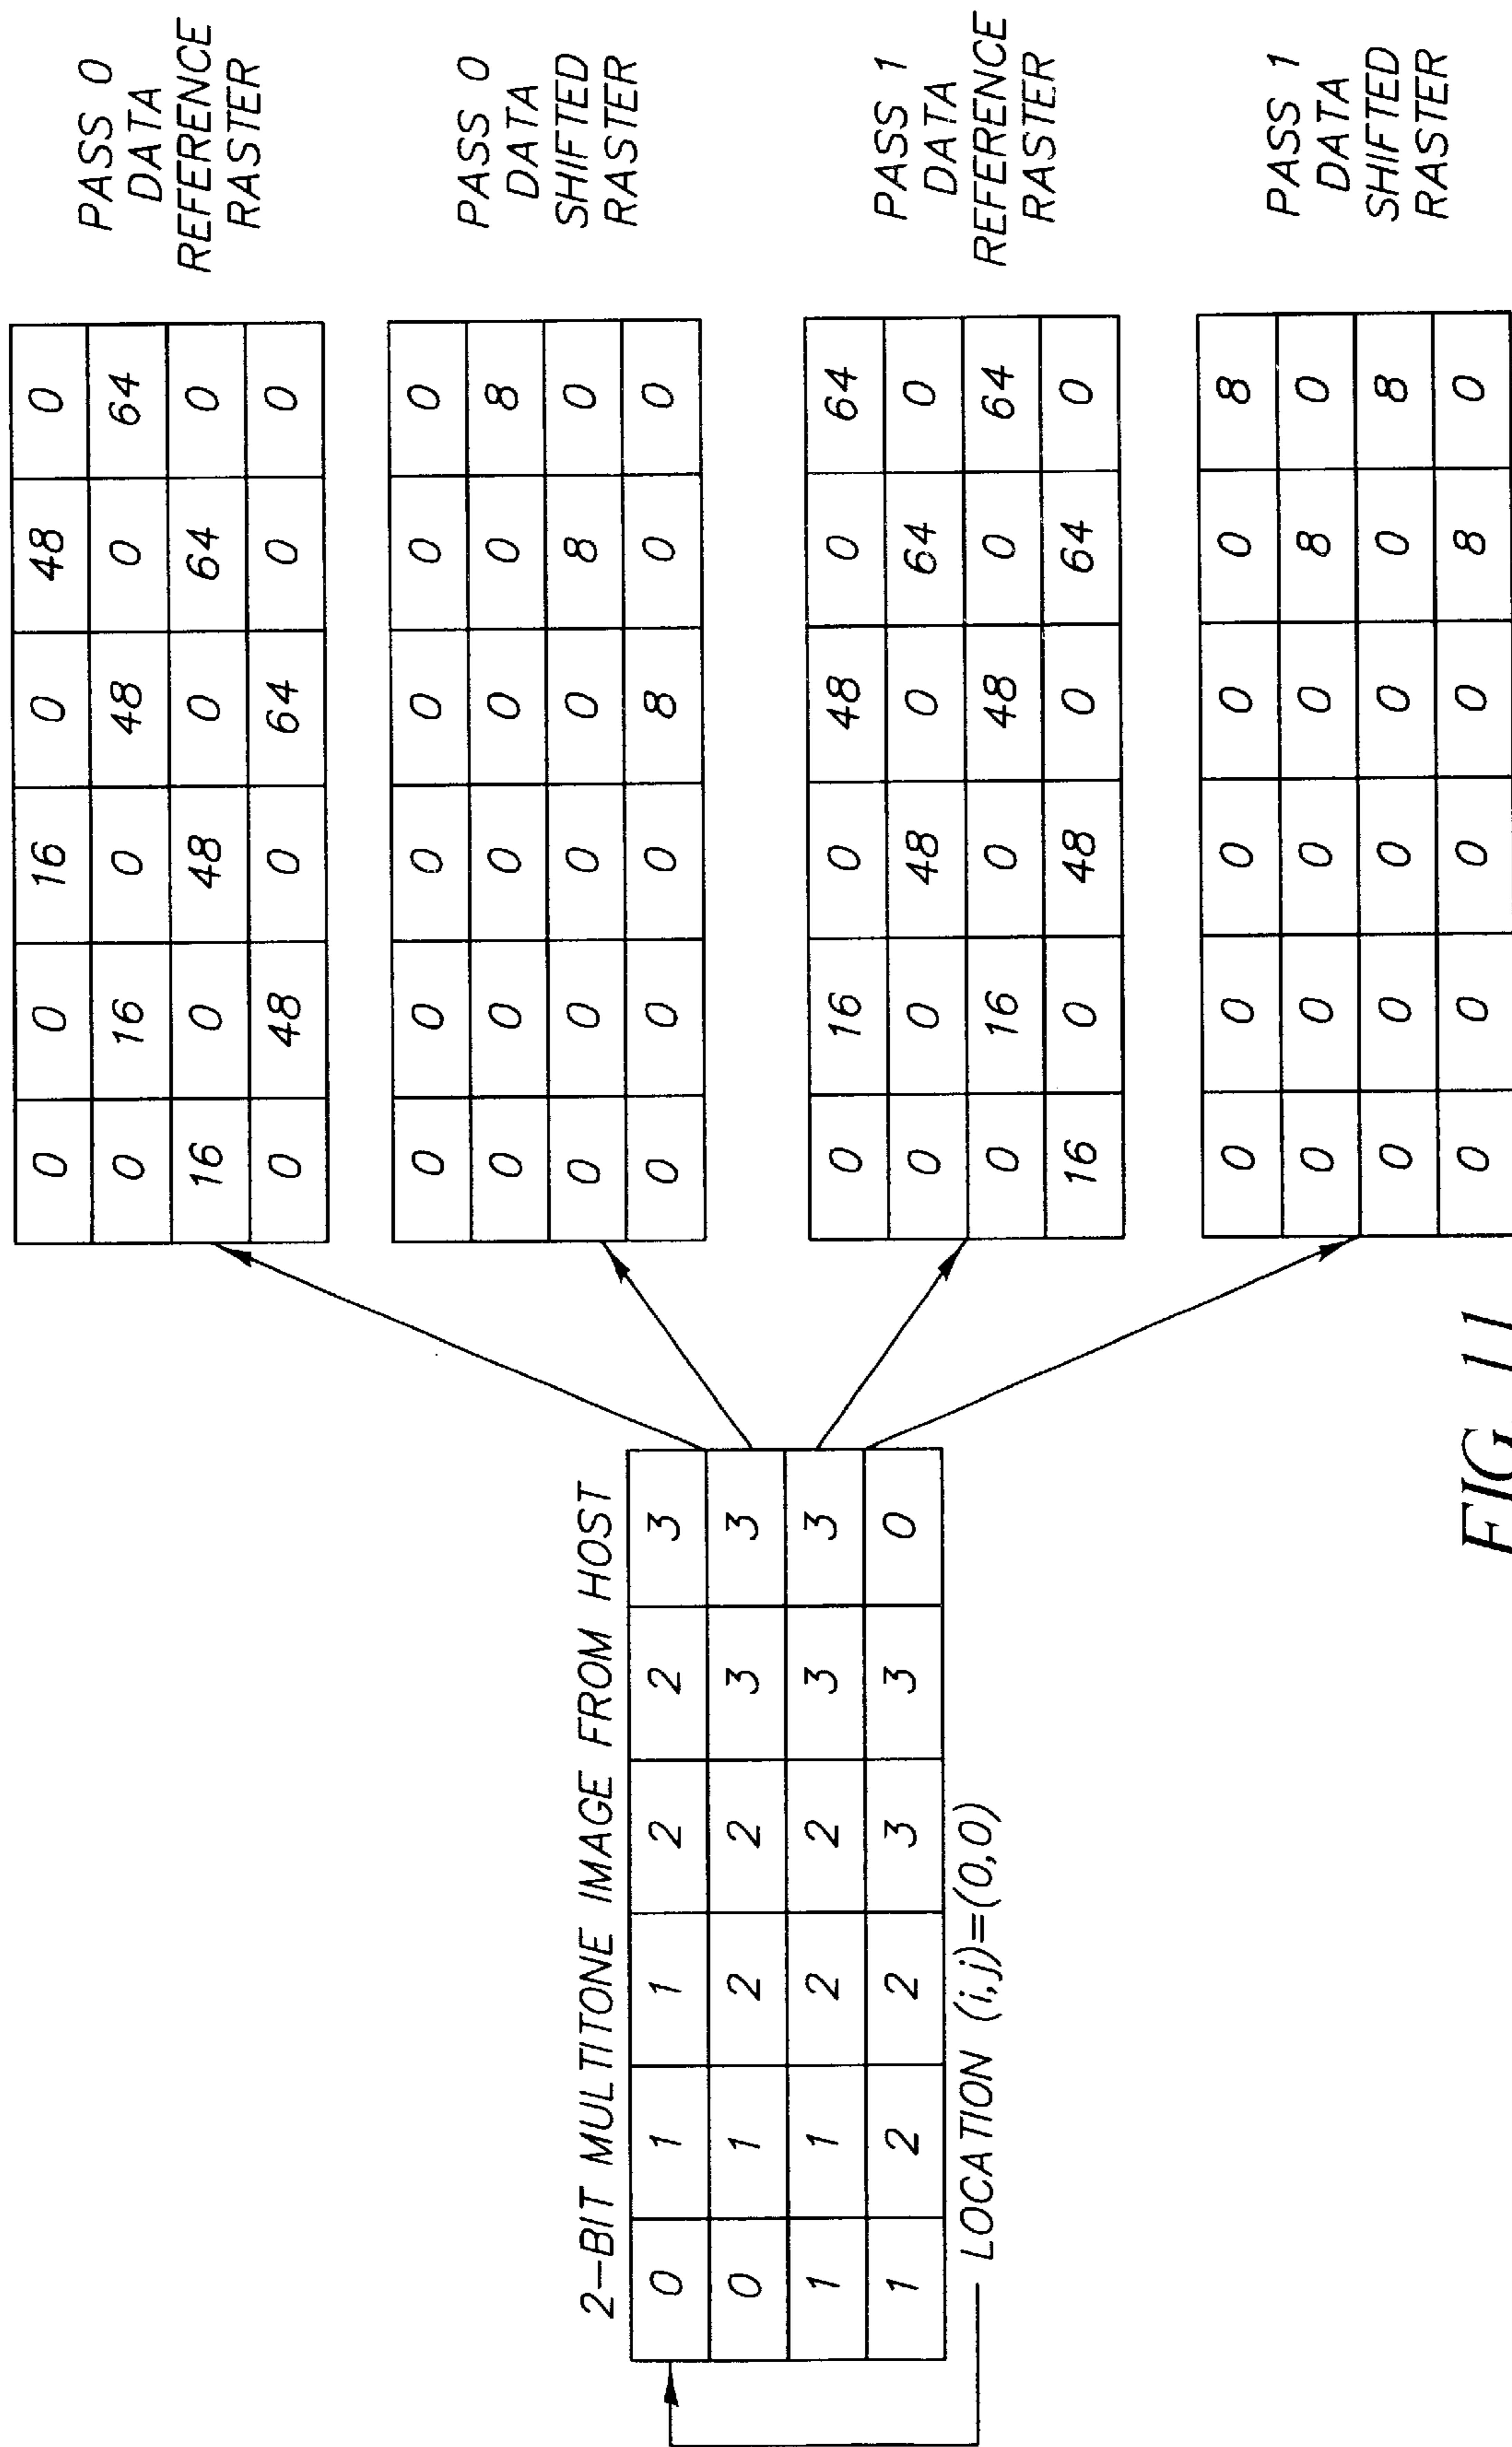 2-BIT MULTITONE IMAGE FROM HOST
0 1 1 2 2 3
0 1 2 2 3 3
1 1 2 2 3 3
1 2 2 3 3 0
LOCATION (i,j)=(0,0)
0 0 16 0 48 0
0 16 0 48 0 64
16 0 48 0 64 0
0 48 0 64 0 0
PASS 0
DATA
REFERENCE
RASTER
0 0 0 0 0 0
0 0 0 0 0 8
0 0 0 0 8 0
0 0 0 8 0 0
PASS 0
DATA
SHIFTED
RASTER
0 16 0 48 0 64
0 0 48 0 64 0
0 16 0 48 0 64
16 0 48 0 64 0
PASS 1
DATA
REFERENCE
RASTER
0 0 0 0 0 8
0 0 0 0 8 0
0 0 0 0 0 8
0 0 0 0 8 0
PASS 1
DATA
SHIFTED
RASTER
FIG. 11